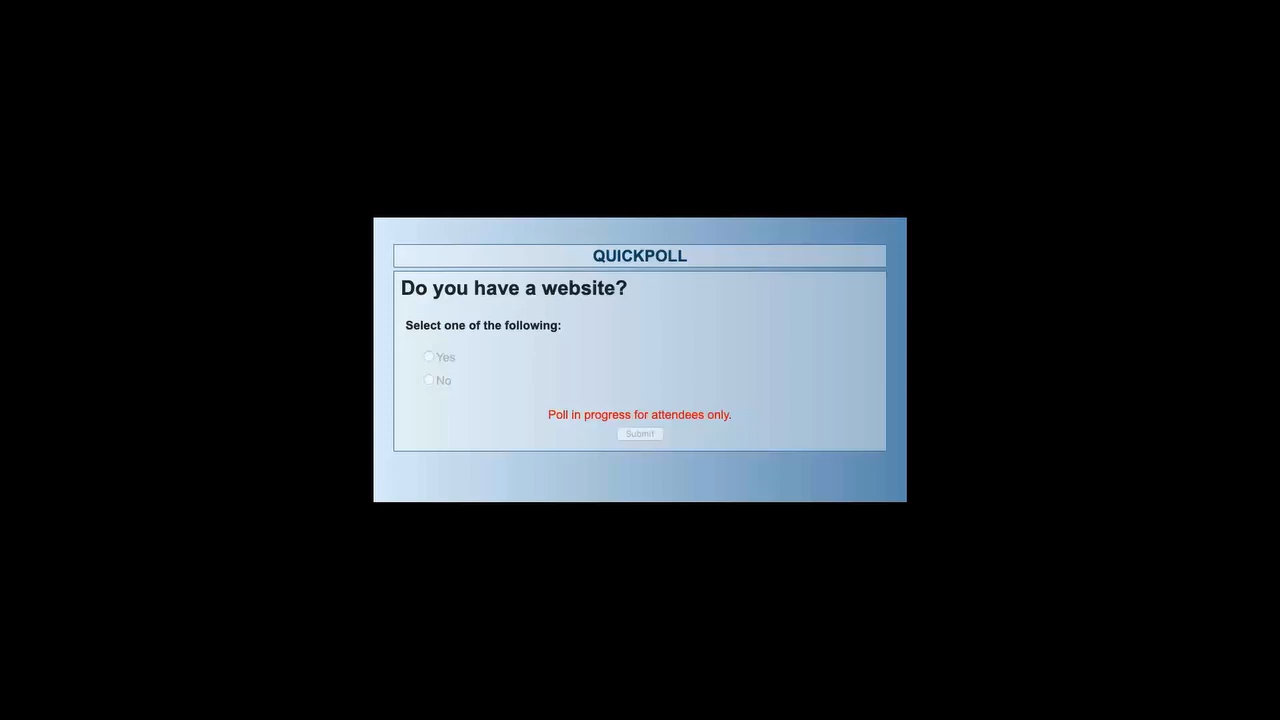 QUICKPOLL
Do you have a website?
Select one of the following:
Yes
No
Poll in progress for attendees only.
Submit